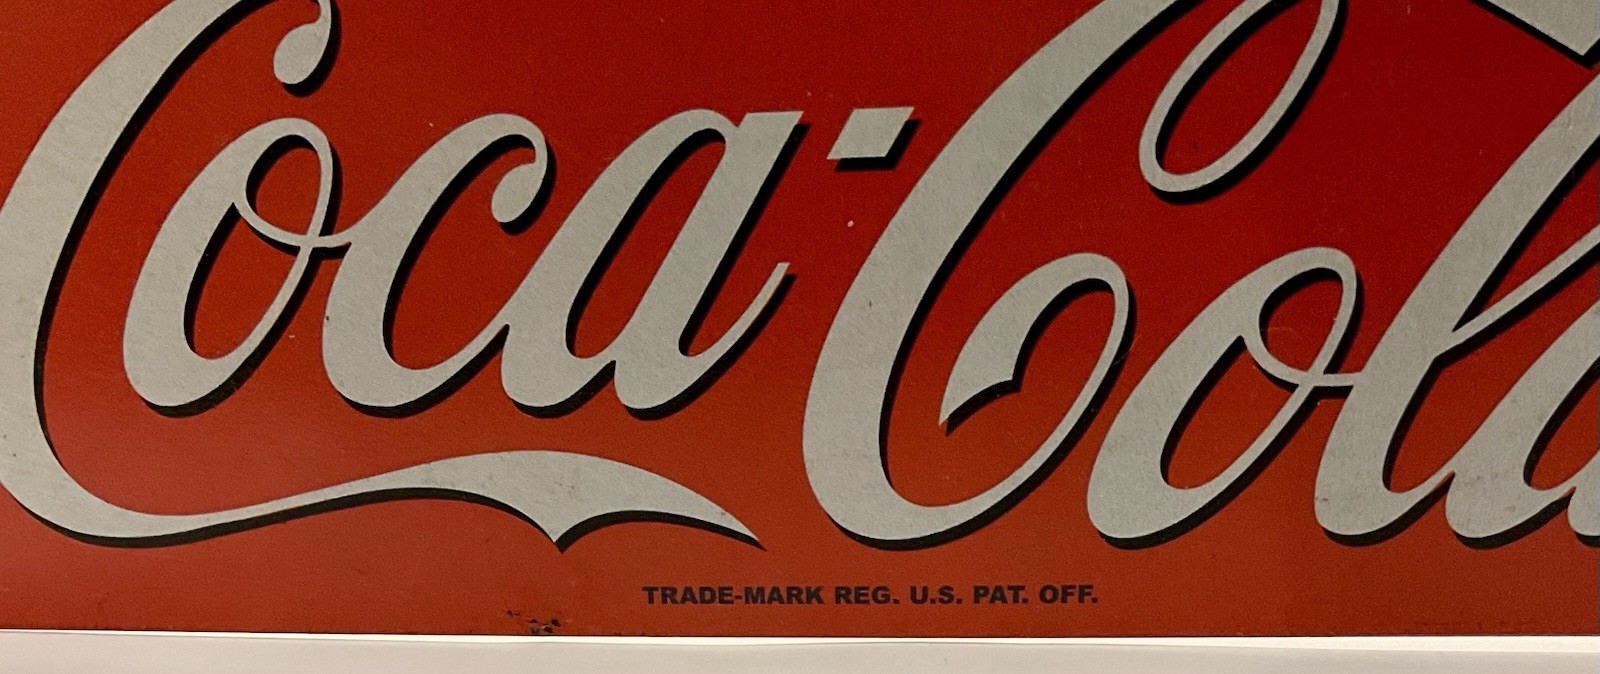 Coca-Cola
TRADE-MARK REG. U.S. PAT. OFF.